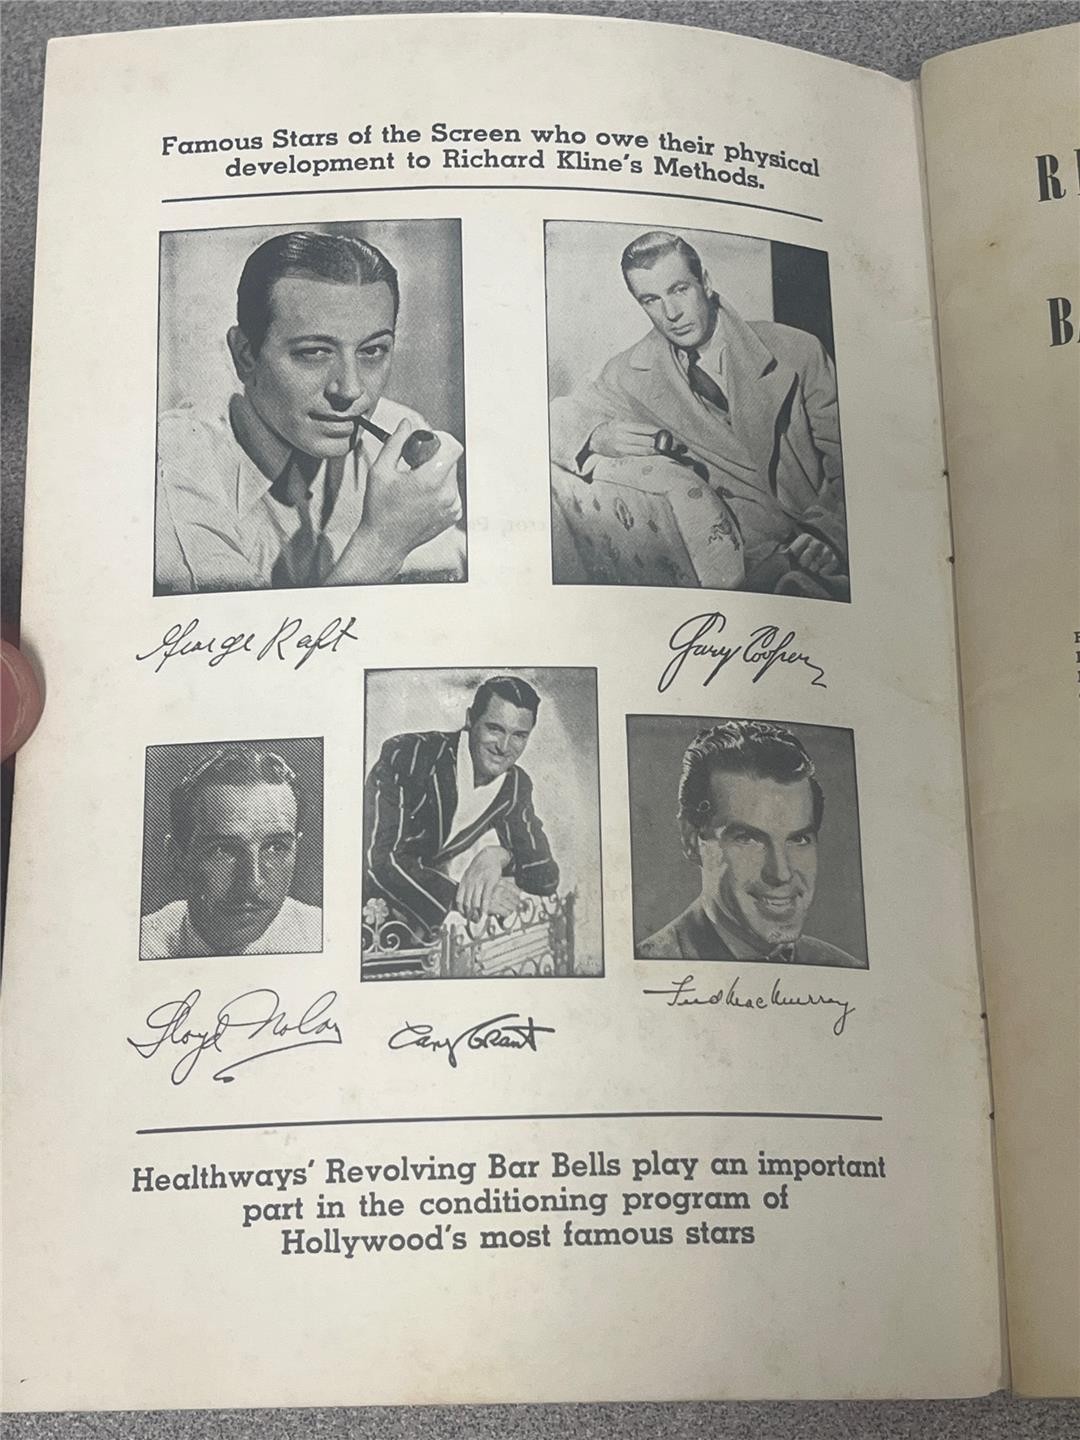 Famous Stars of the Screen who owe their physical
development to Richard Kline's Methods.
George Raft
Gary Cooper
Lloyd Nolan
Cary Grant
Fred MacMurray
Healthways' Revolving Bar Bells play an important
part in the conditioning program of
Hollywood's most famous stars
R
BA